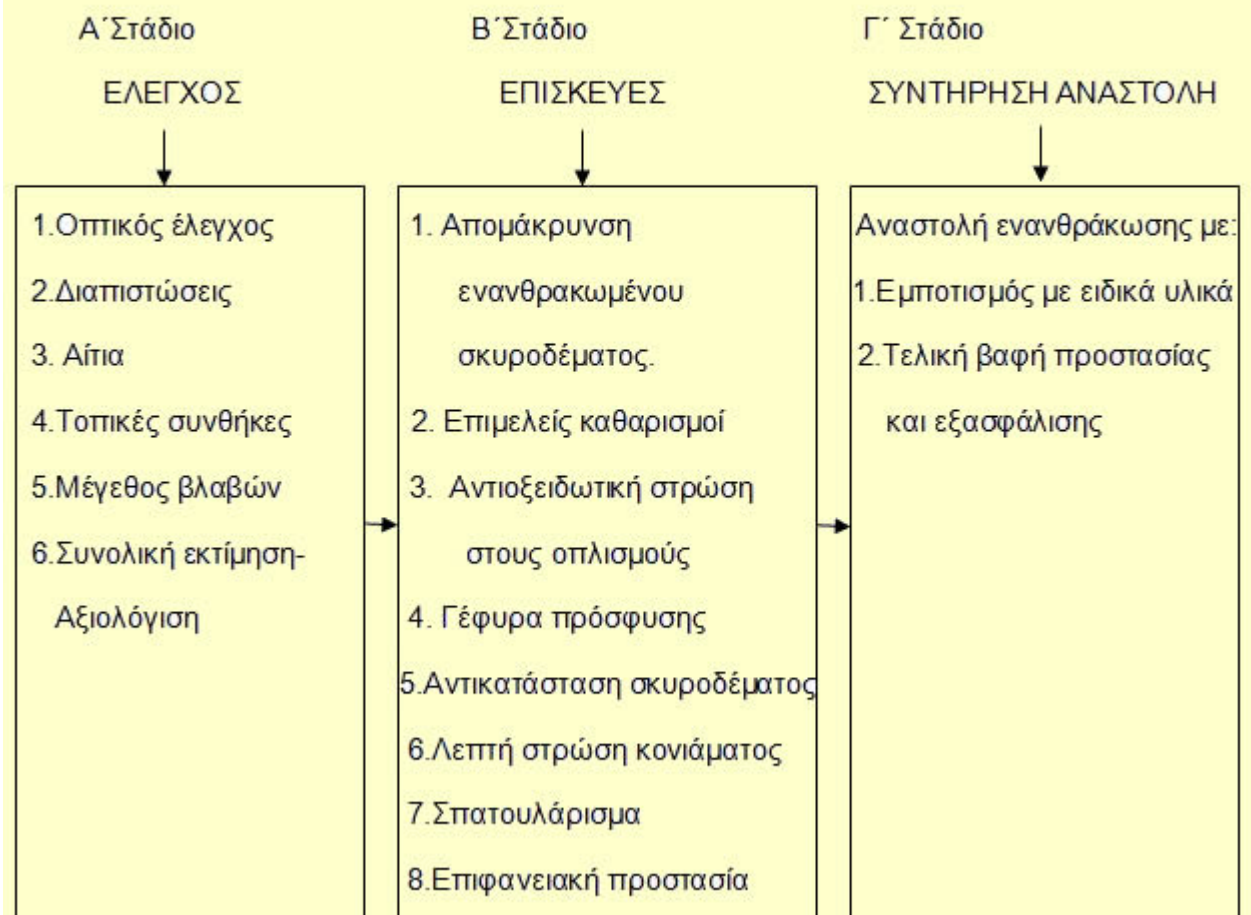 Α΄Στάδιο
ΕΛΕΓΧΟΣ
1.Οπτικός έλεγχος
2.Διαπιστώσεις
3. Αίτια
4.Τοπικές συνθήκες
5.Μέγεθος βλαβών
6.Συνολική εκτίμηση-
Αξιολόγιση
Β΄Στάδιο
ΕΠΙΣΚΕΥΕΣ
1. Απομάκρυνση
ενανθρακωμένου
σκυροδέματος.
2. Επιμελείς καθαρισμοί
3. Αντιοξειδωτική στρώση
στους οπλισμούς
4. Γέφυρα πρόσφυσης
5.Αντικατάσταση σκυροδέματος
6.Λεπτή στρώση κονιάματος
7.Σπατουλάρισμα
8.Επιφανειακή προστασία
Γ΄ Στάδιο
ΣΥΝΤΗΡΗΣΗ ΑΝΑΣΤΟΛΗ
Αναστολή ενανθράκωσης με:
1.Εμποτισμός με ειδικά υλικά
2.Τελική βαφή προστασίας
και εξασφάλισης